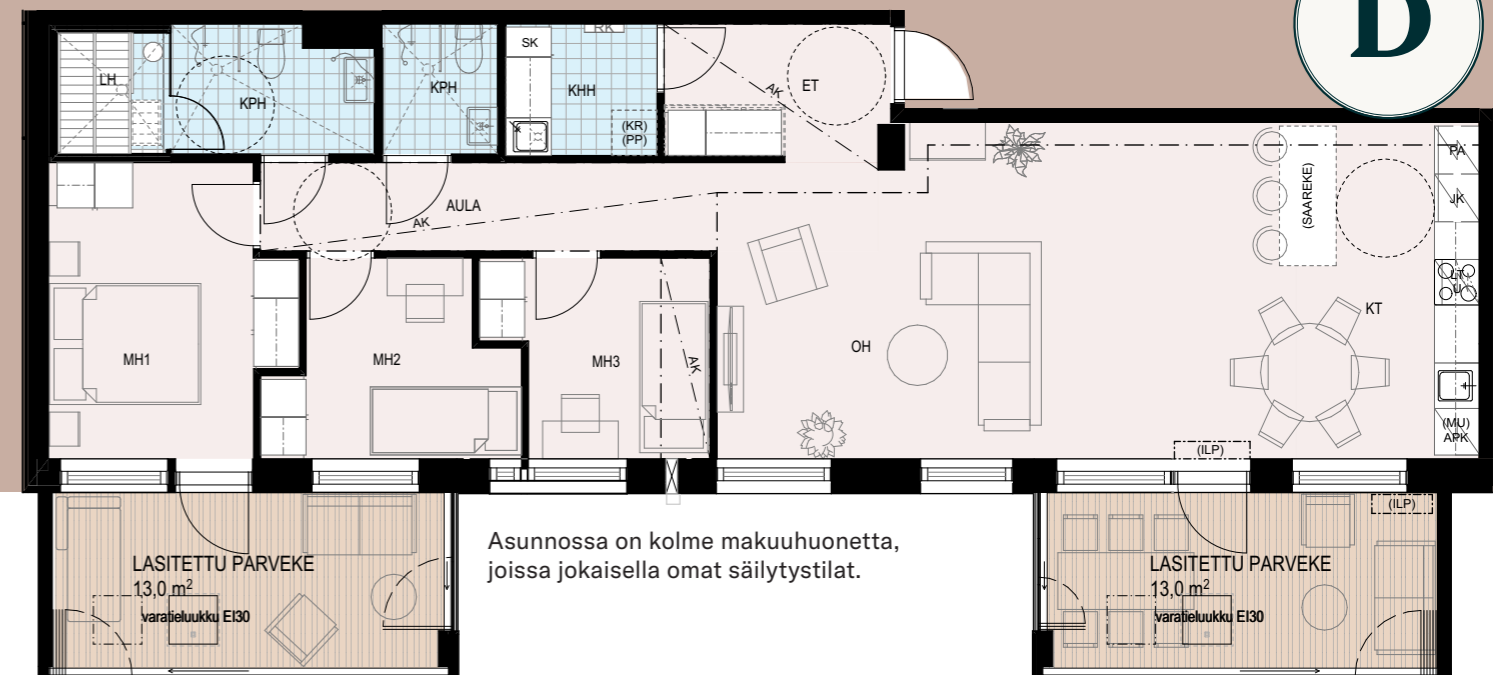 D
SK
RK
LH
KPH
KPH
KHH
AK
ET
(KR)
(PP)
PA
(SAAREKE)
JK
AULA
AK
LT
U
KT
MH1
MH2
MH3
AK
OH
(MU)
APK
(ILP)
(ILP)
LASITETTU PARVEKE
13,0 m²
varatieluukku EI30
Asunnossa on kolme makuuhuonetta,
joissa jokaisella omat säilytystilat.
LASITETTU PARVEKE
13,0 m²
varatieluukku EI30